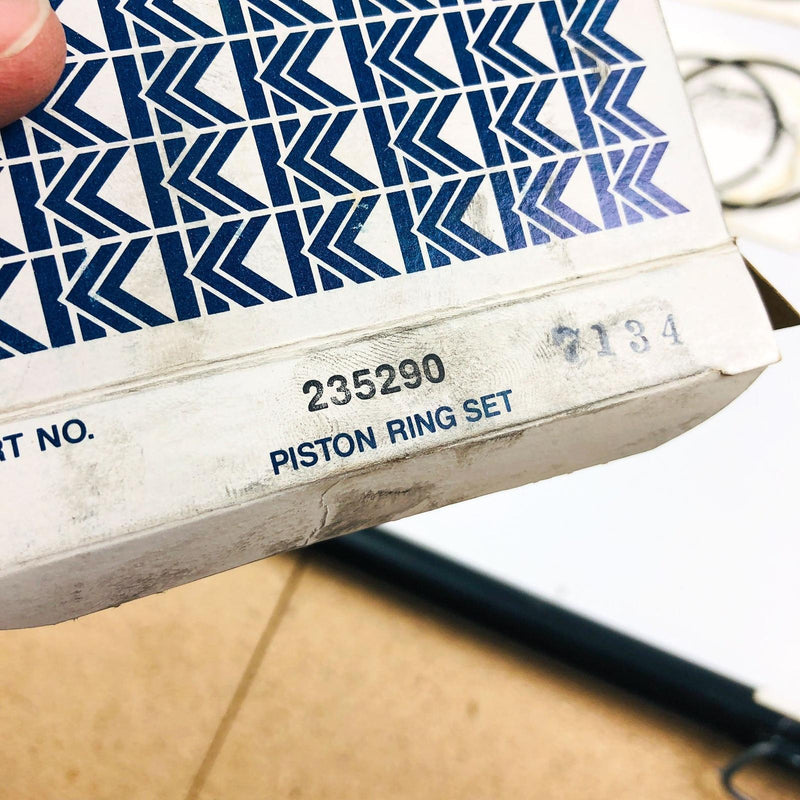 235290
7134
RT NO.
PISTON RING SET